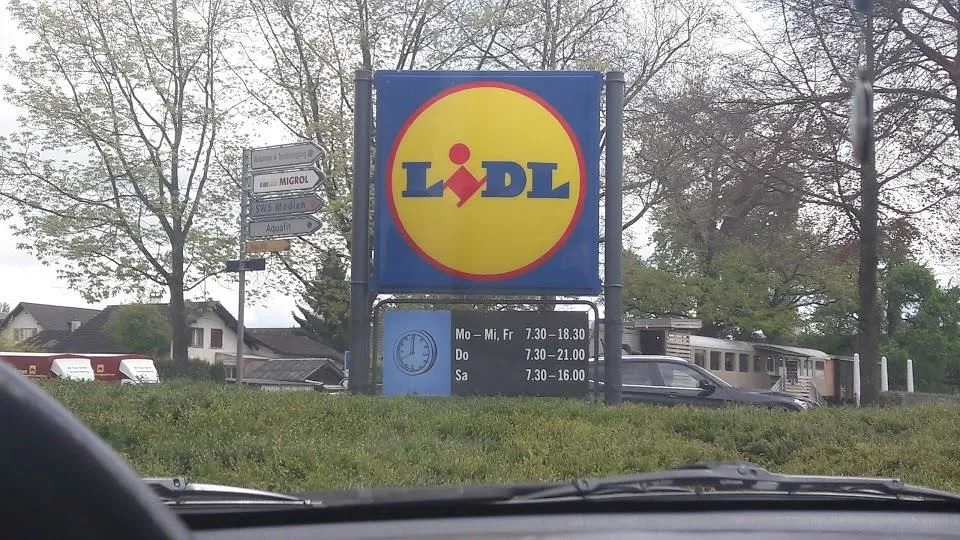 MIGROL
SWS Medien
Aquafit
LiDL
Mo – Mi, Fr 7.30 – 18.30
Do 7.30 – 21.00
Sa 7.30 – 16.00